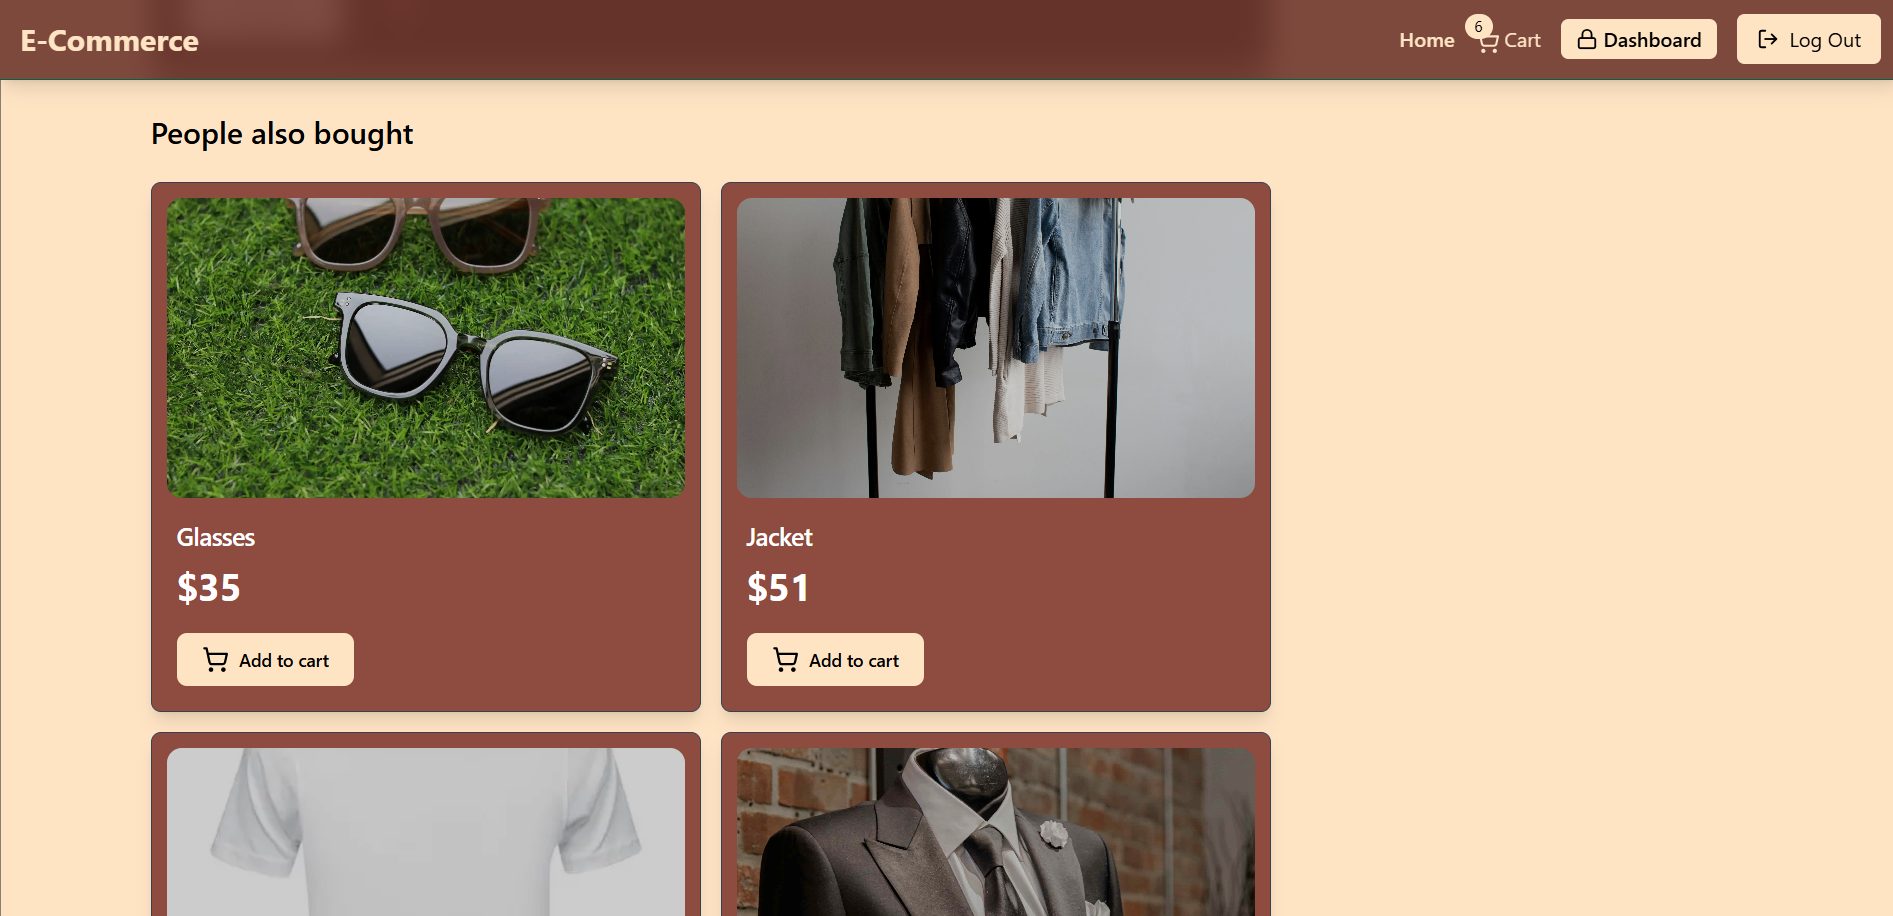 E-Commerce
Home
6
Cart
Dashboard
Log Out
People also bought
Glasses
$35
Add to cart
Jacket
$51
Add to cart